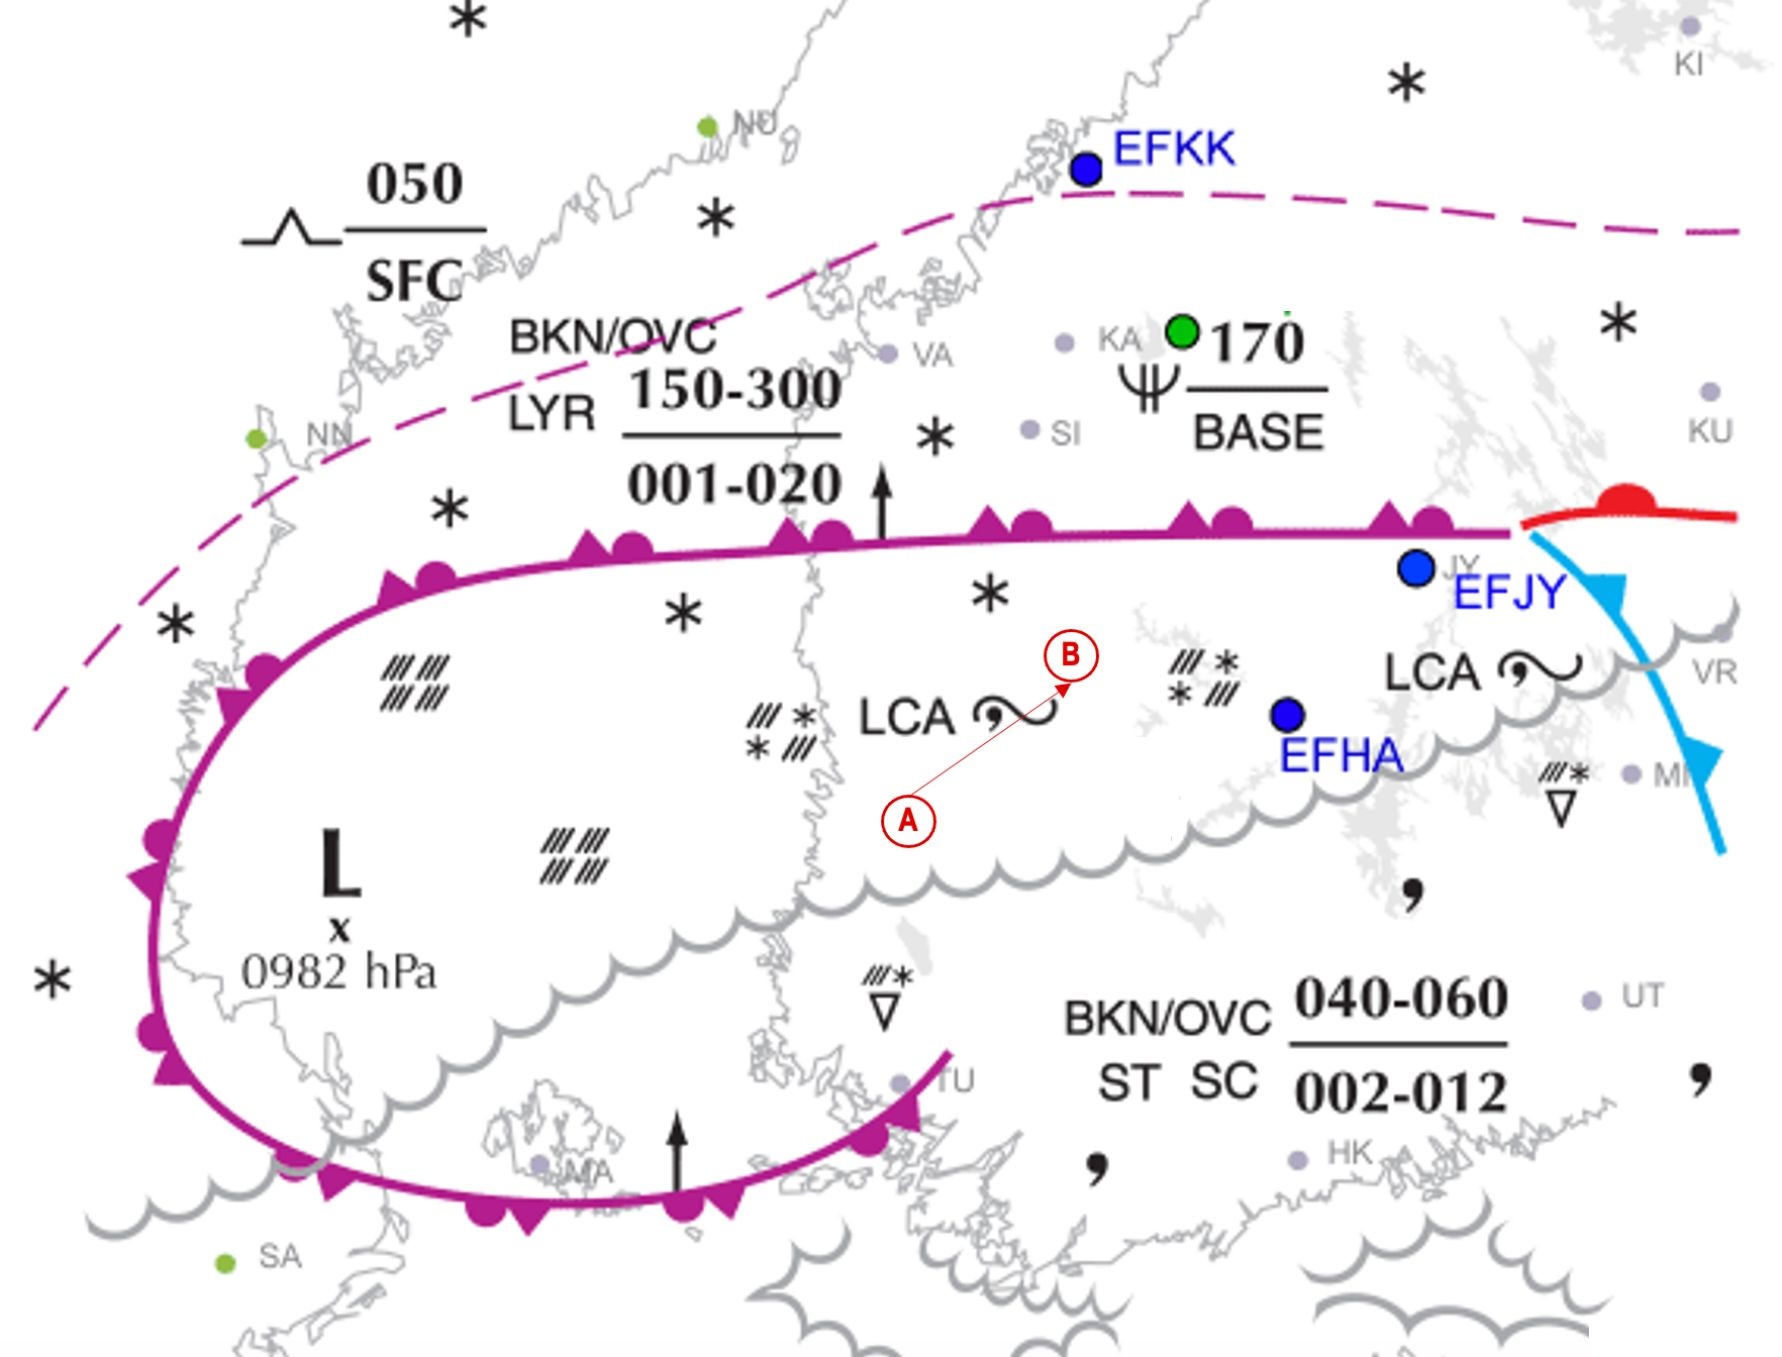 KI
NU
EFKK
050
SFC
BKN/OVC
LYR
150-300
001-020
VA
KA
170
BASE
SI
KU
NN
JY
EFJY
B
LCA
VR
LCA
EFHA
A
MI
L
x
0982 hPa
BKN/OVC
040-060
ST SC
002-012
UT
TU
HK
MA
SA